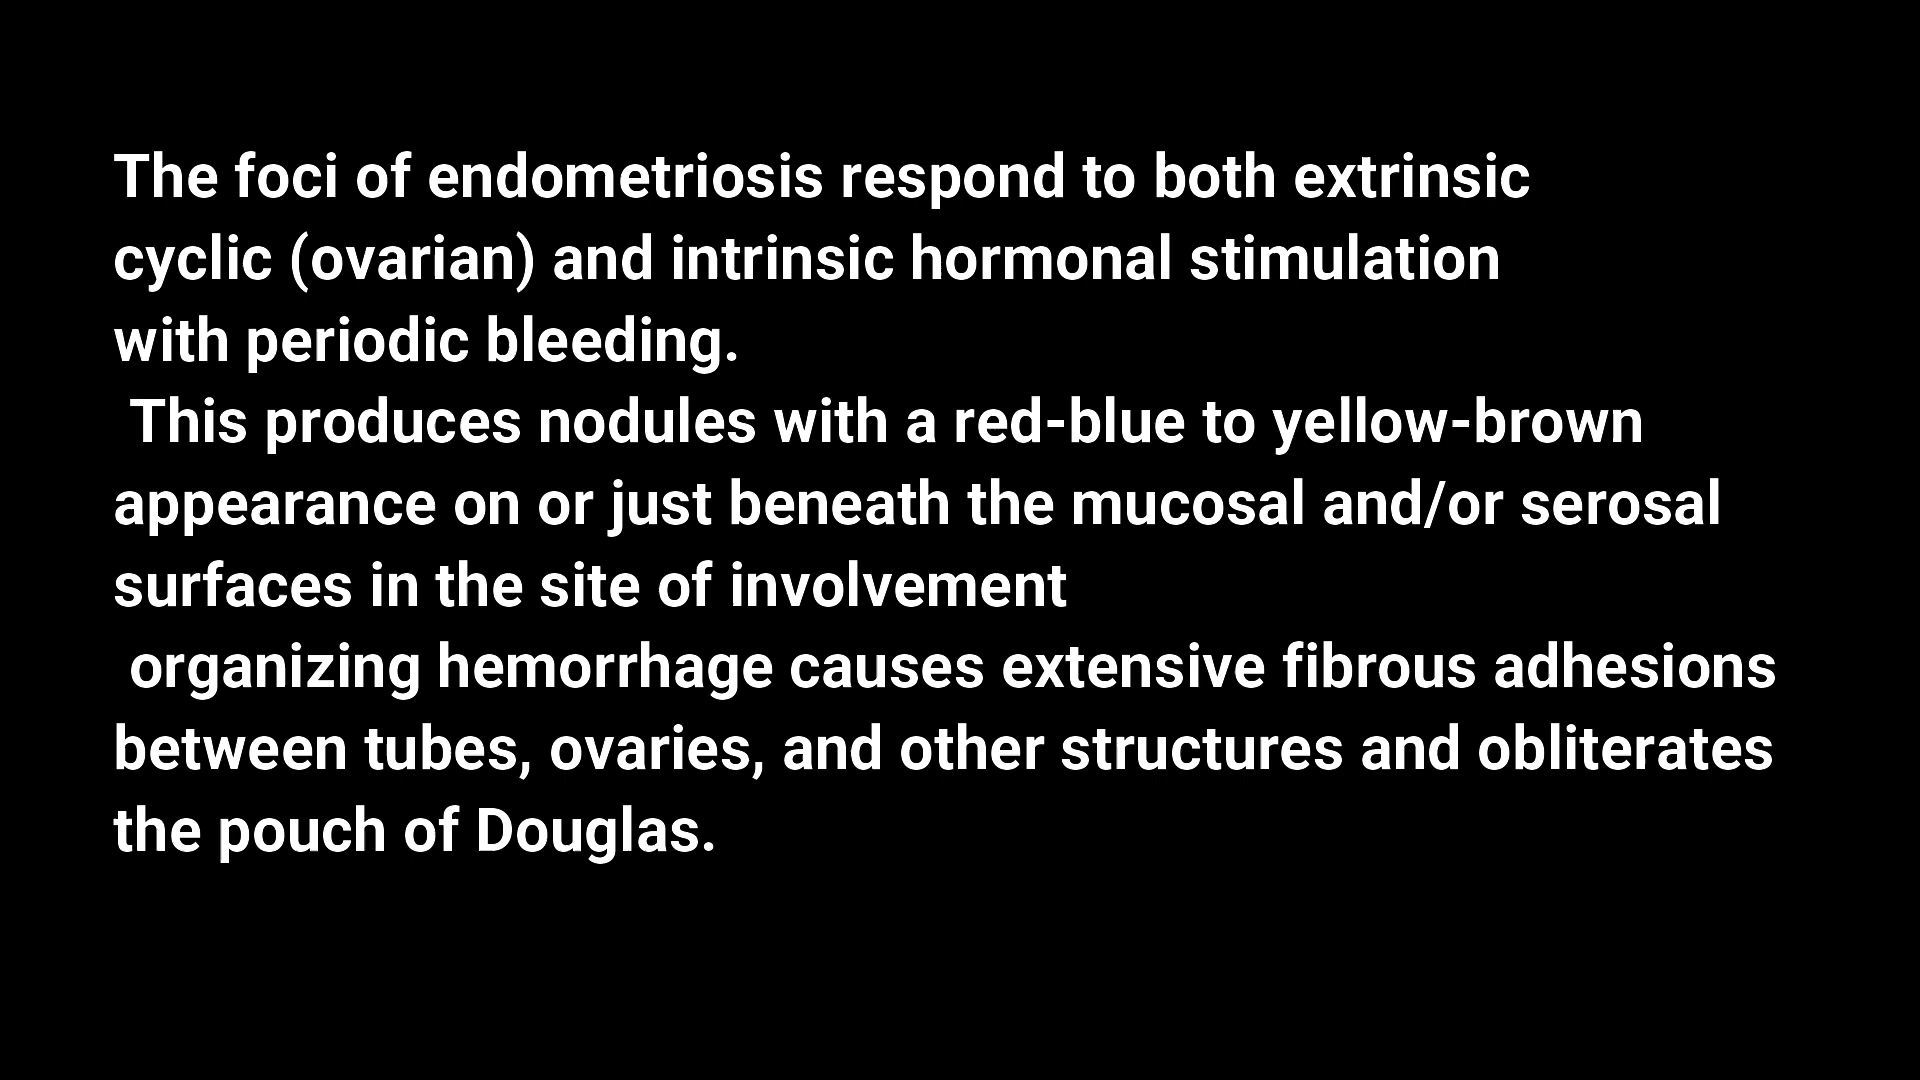 The foci of endometriosis respond to both extrinsic
cyclic (ovarian) and intrinsic hormonal stimulation
with periodic bleeding.
This produces nodules with a red-blue to yellow-brown
appearance on or just beneath the mucosal and/or serosal
surfaces in the site of involvement
organizing hemorrhage causes extensive fibrous adhesions
between tubes, ovaries, and other structures and obliterates
the pouch of Douglas.